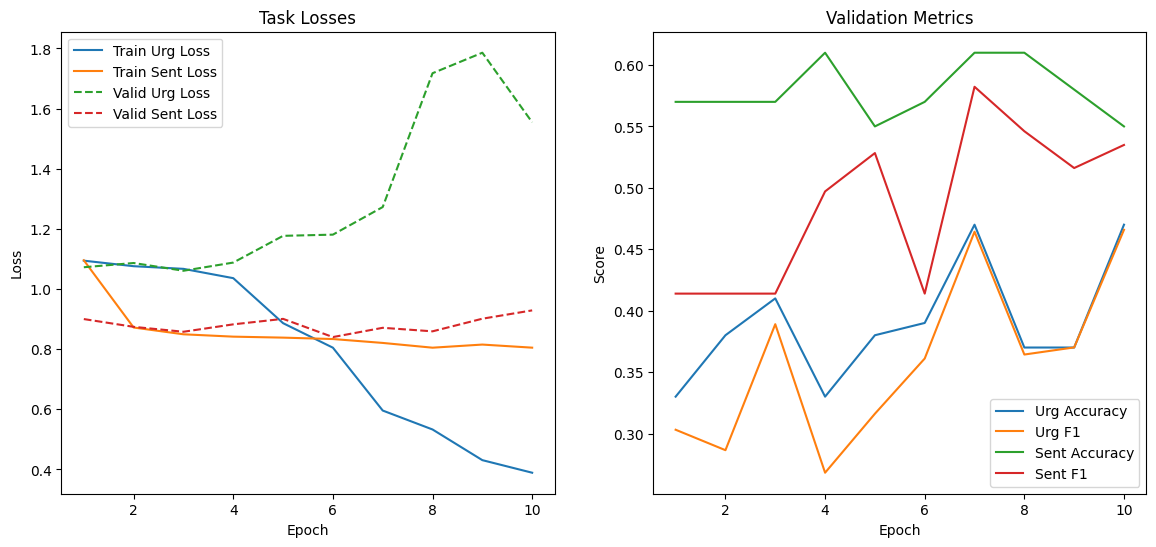 Task Losses
Train Urg Loss
Train Sent Loss
Valid Urg Loss
Valid Sent Loss
1.8
1.6
1.4
1.2
1.0
0.8
0.6
0.4
Loss
2 4 6 8 10
Epoch
Validation Metrics
0.60
0.55
0.50
0.45
0.40
0.35
0.30
Score
Urg Accuracy
Urg F1
Sent Accuracy
Sent F1
2 4 6 8 10
Epoch